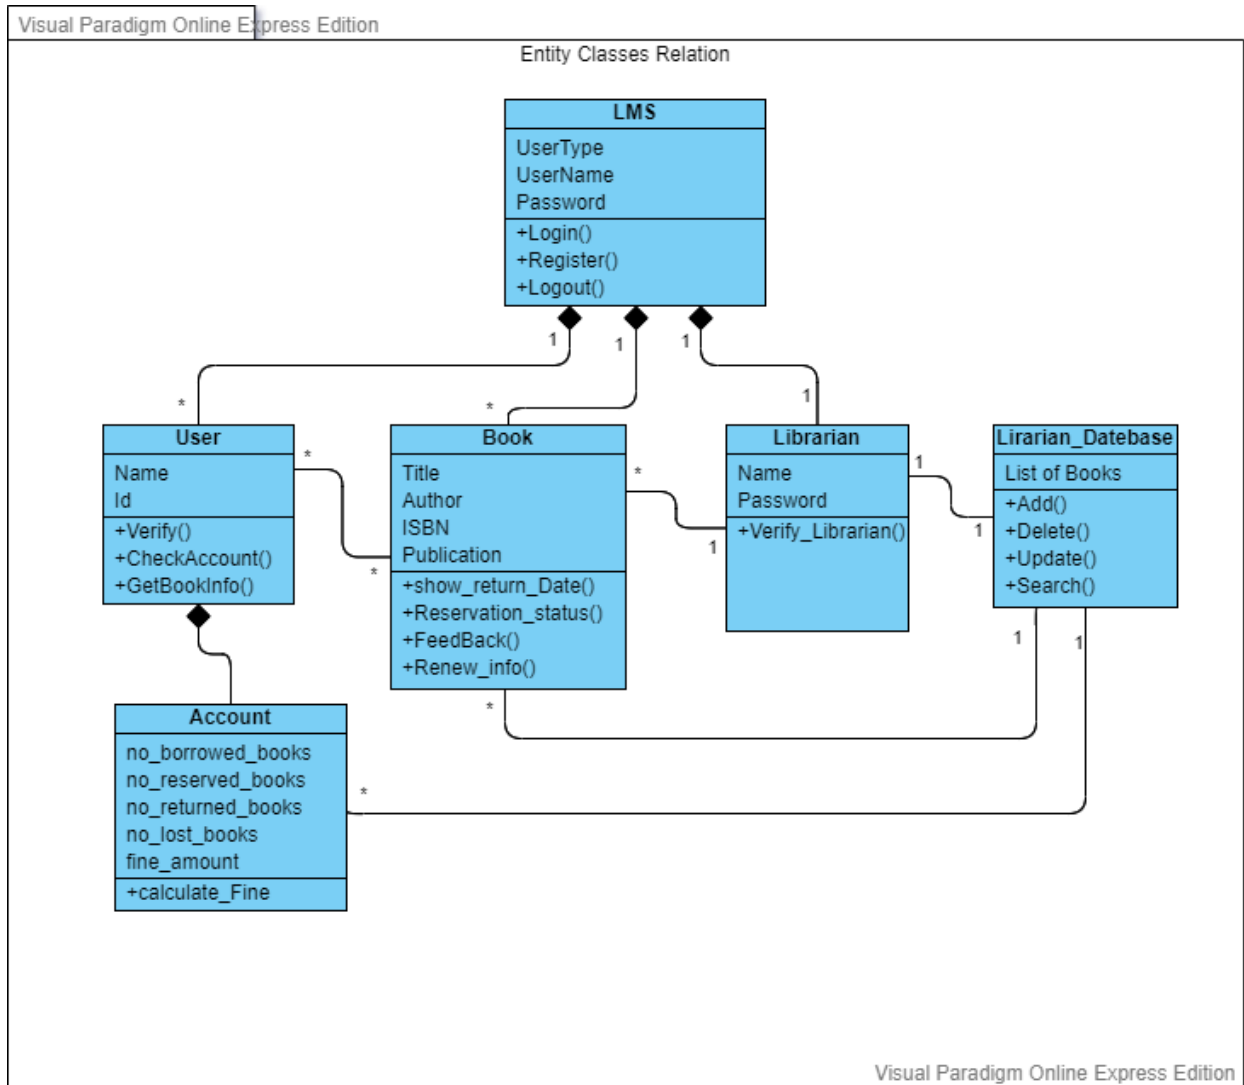 Visual Paradigm Online Express Edition
Entity Classes Relation
LMS
UserType
UserName
Password
+Login()
+Register()
+Logout()
1
1
1
*
*
1
User
Name
Id
+Verify()
+CheckAccount()
+GetBookInfo()
*
*
Book
Title
Author
ISBN
Publication
+show_return_Date()
+Reservation_status()
+FeedBack()
+Renew_info()
*
1
Librarian
Name
Password
+Verify_Librarian()
1
1
Lirarian_Datebase
List of Books
+Add()
+Delete()
+Update()
+Search()
1
1
*
*
Account
no_borrowed_books
no_reserved_books
no_returned_books
no_lost_books
fine_amount
+calculate_Fine
Visual Paradigm Online Express Edition